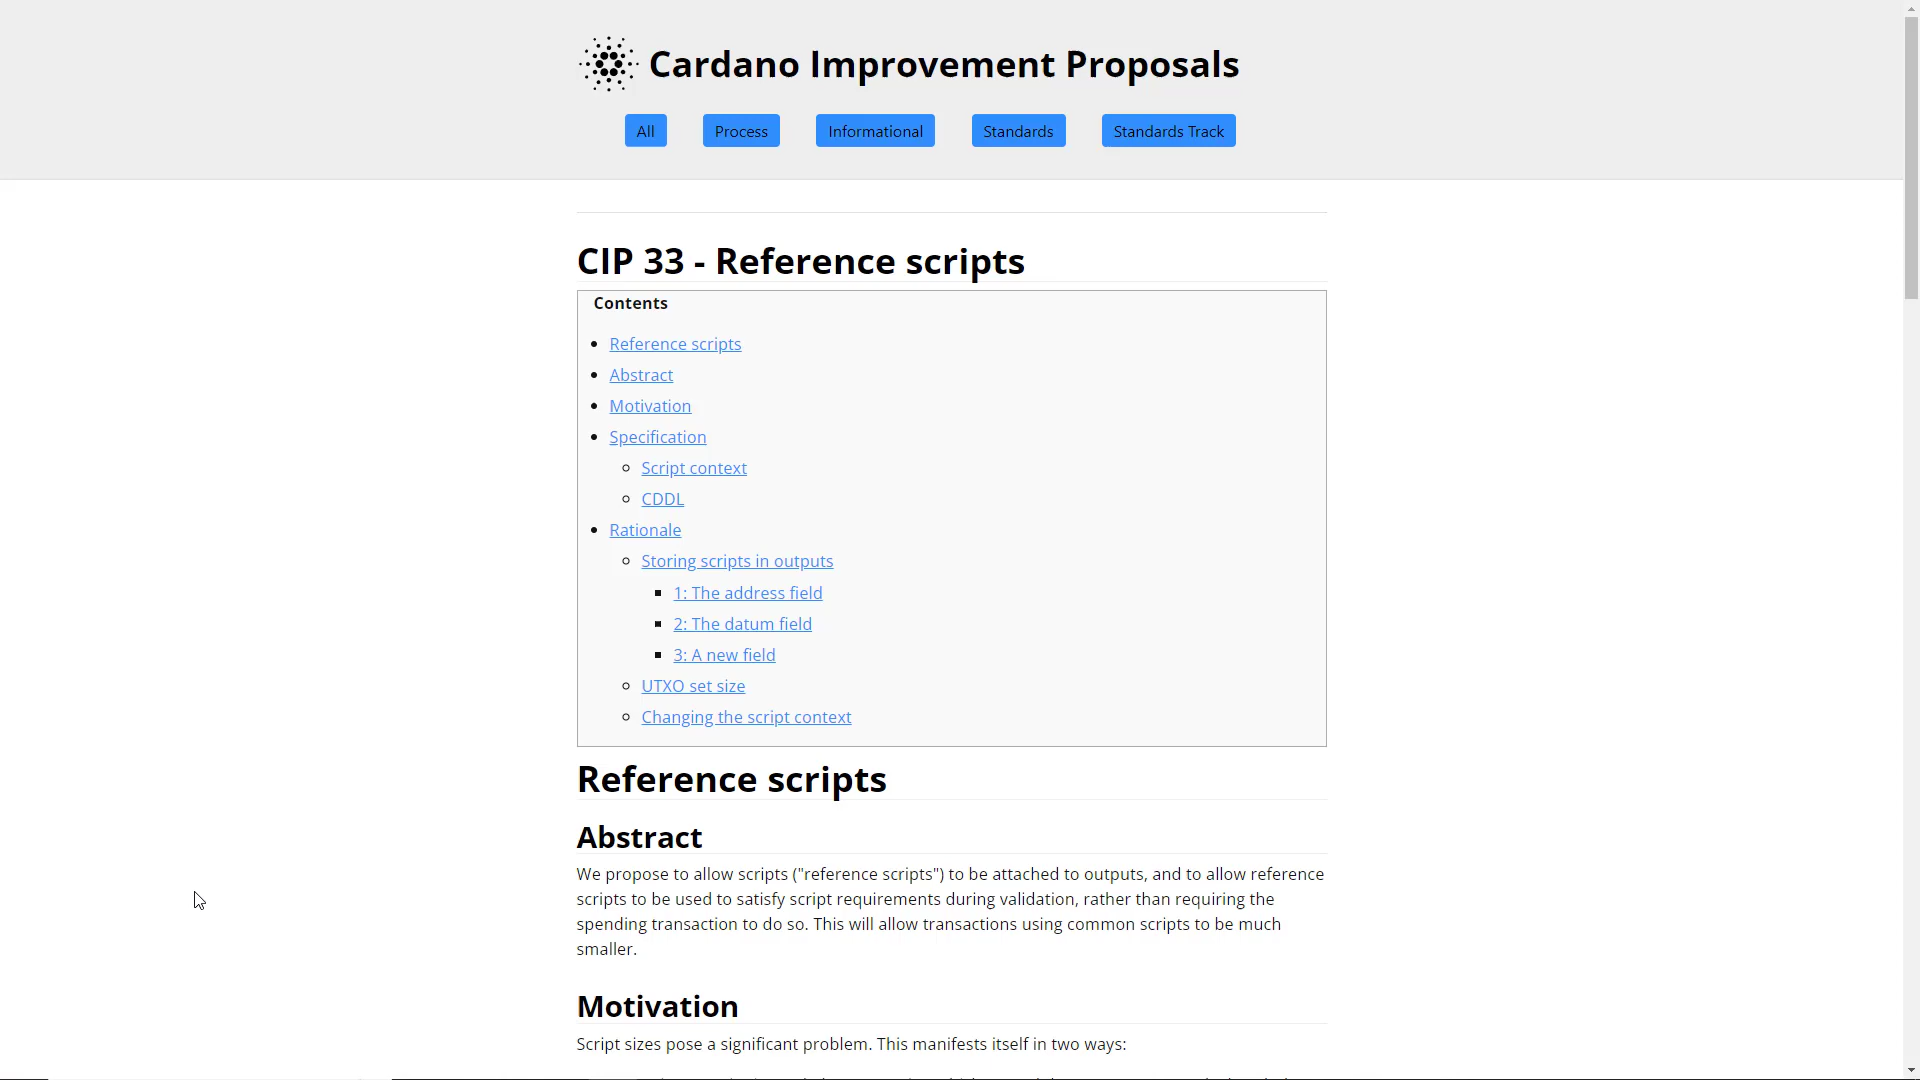 Cardano Improvement Proposals
All
Process
Informational
Standards
Standards Track
CIP 33 - Reference scripts
Contents
Reference scripts
Abstract
Motivation
Specification
Script context
CDDL
Rationale
Storing scripts in outputs
1: The address field
2: The datum field
3: A new field
UTXO set size
Changing the script context
Reference scripts
Abstract
We propose to allow scripts ("reference scripts") to be attached to outputs, and to allow reference
scripts to be used to satisfy script requirements during validation, rather than requiring the
spending transaction to do so. This will allow transactions using common scripts to be much
smaller.
Motivation
Script sizes pose a significant problem. This manifests itself in two ways: